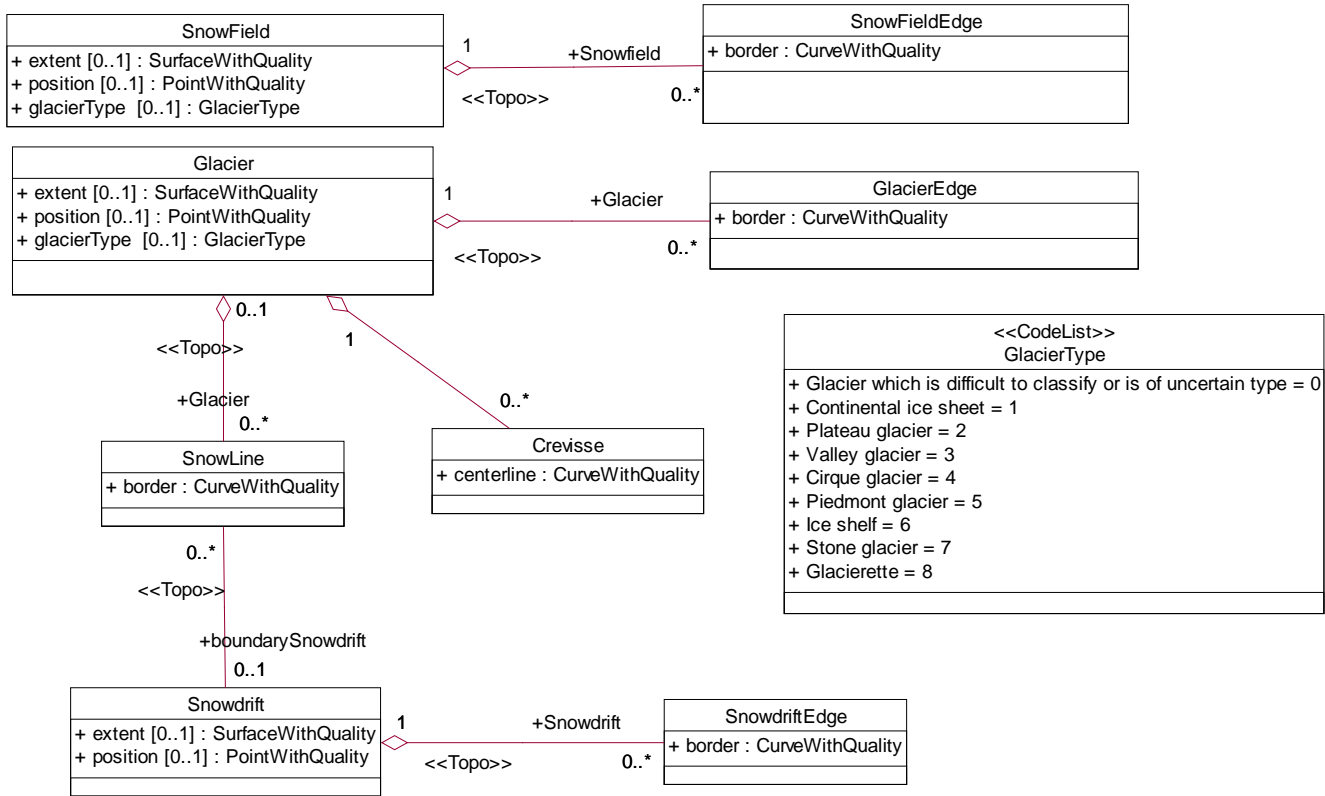 SnowField
+ extent [0..1] : SurfaceWithQuality
+ position [0..1] : PointWithQuality
+ glacierType [0..1] : GlacierType
1
+Snowfield
<<Topo>>
0..*
SnowFieldEdge
+ border : CurveWithQuality
Glacier
+ extent [0..1] : SurfaceWithQuality
+ position [0..1] : PointWithQuality
+ glacierType [0..1] : GlacierType
1
+Glacier
<<Topo>>
0..*
GlacierEdge
+ border : CurveWithQuality
0..1
<<Topo>>
+Glacier
0..*
1
0..*
SnowLine
+ border : CurveWithQuality
Crevisse
+ centerline : CurveWithQuality
<<CodeList>>
GlacierType
+ Glacier which is difficult to classify or is of uncertain type = 0
+ Continental ice sheet = 1
+ Plateau glacier = 2
+ Valley glacier = 3
+ Cirque glacier = 4
+ Piedmont glacier = 5
+ Ice shelf = 6
+ Stone glacier = 7
+ Glacierette = 8
0..*
<<Topo>>
+boundarySnowdrift
0..1
Snowdrift
+ extent [0..1] : SurfaceWithQuality
+ position [0..1] : PointWithQuality
1
+Snowdrift
<<Topo>>
0..*
SnowdriftEdge
+ border : CurveWithQuality